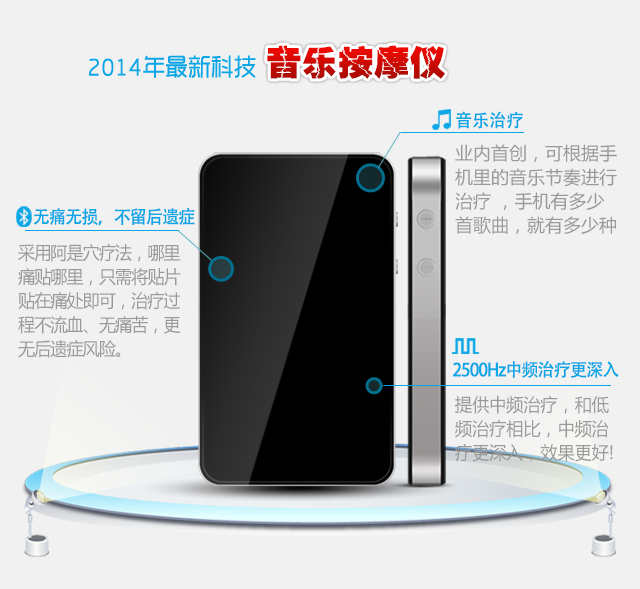 2014年最新科技 音乐按摩仪
音乐治疗
业内首创，可根据手
机里的音乐节奏进行
治疗 ，手机有多少
首歌曲，就有多少种
无痛无损，不留后遗症
采用阿是穴疗法，哪里
痛贴哪里，只需将贴片
贴在痛处即可，治疗过
程不流血、无痛苦，更
无后遗症风险。
2500Hz中频治疗更深入
提供中频治疗，和低
频治疗相比，中频治
疗更深入，效果更好!